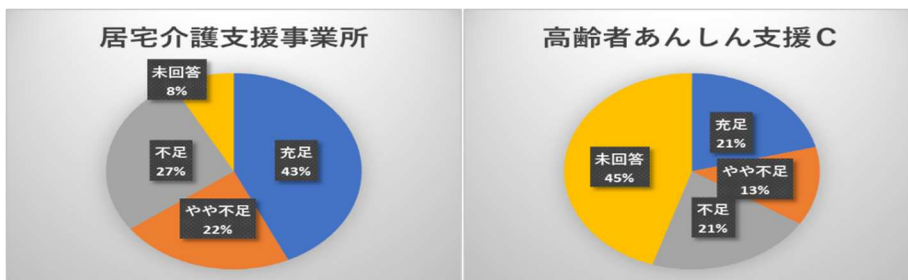 居宅介護支援事業所
未回答
8%
充足
43%
不足
27%
やや不足
22%
高齢者あんしん支援C
充足
21%
未回答
45%
やや不足
13%
不足
21%